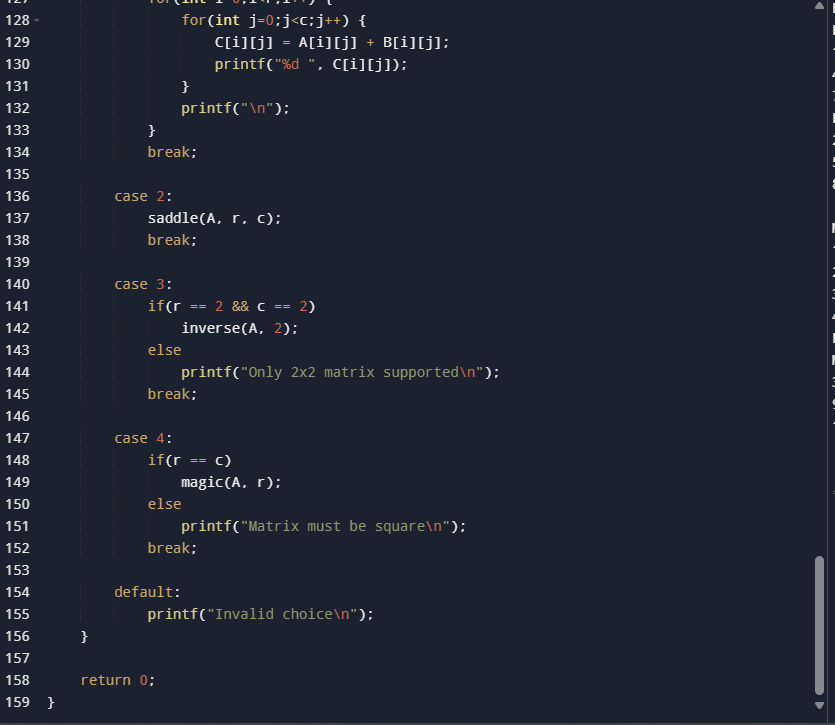 128 for(int j=0;j<c;j++) {
129 C[i][j] = A[i][j] + B[i][j];
130 printf("%d ", C[i][j]);
131 }
132 printf("\n");
133 }
134 break;
135
136 case 2:
137 saddle(A, r, c);
138 break;
139
140 case 3:
141 if(r == 2 && c == 2)
142 inverse(A, 2);
143 else
144 printf("Only 2x2 matrix supported\n");
145 break;
146
147 case 4:
148 if(r == c)
149 magic(A, r);
150 else
151 printf("Matrix must be square\n");
152 break;
153
154 default:
155 printf("Invalid choice\n");
156 }
157
158 return 0;
159 }